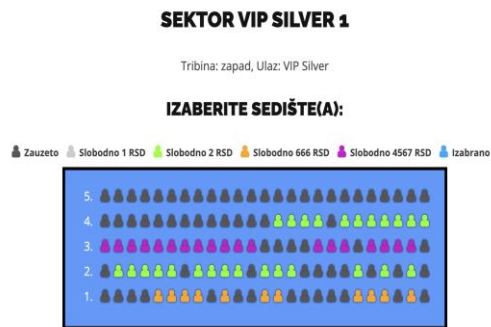 SEKTOR VIP SILVER 1
Tribina: zapad, Ulaz: VIP Silver
IZABERITE SEDIŠTE(A):
Zauzeto Slobodno 1 RSD Slobodno 2 RSD Slobodno 666 RSD Slobodno 4567 RSD Izabrano
5.
4.
3.
2.
1.